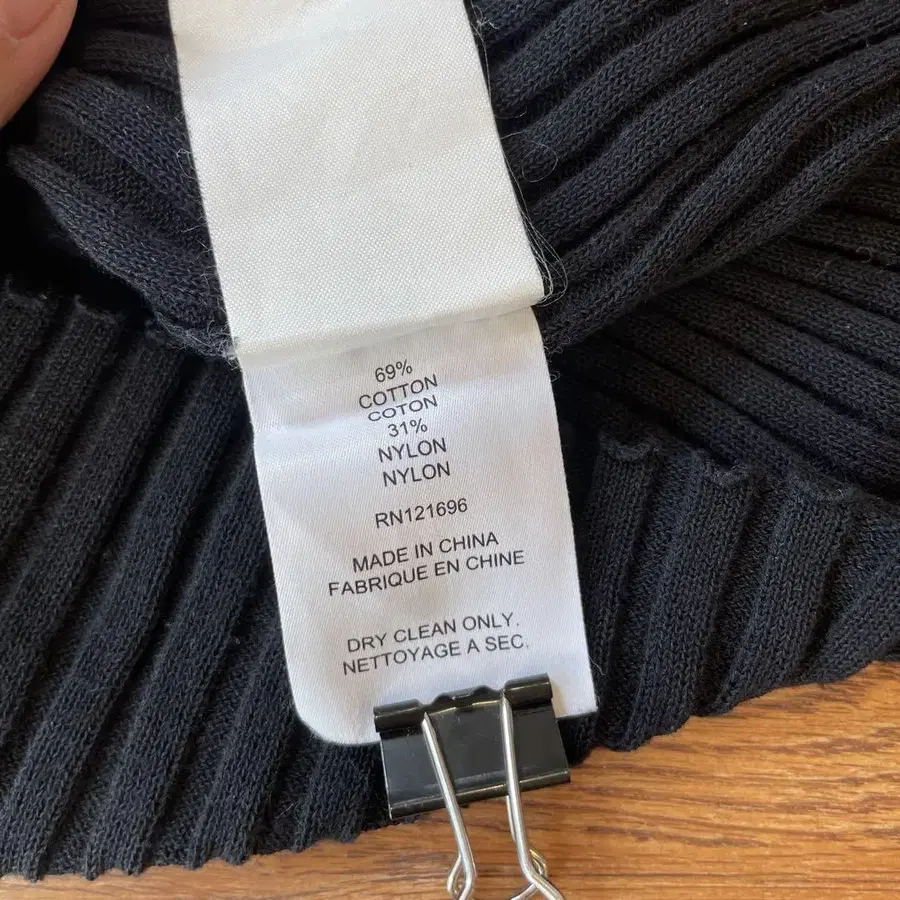 69%
COTTON
COTON
31%
NYLON
NYLON
RN121696
MADE IN CHINA
FABRIQUE EN CHINE
DRY CLEAN ONLY.
NETTOYAGE A SEC.